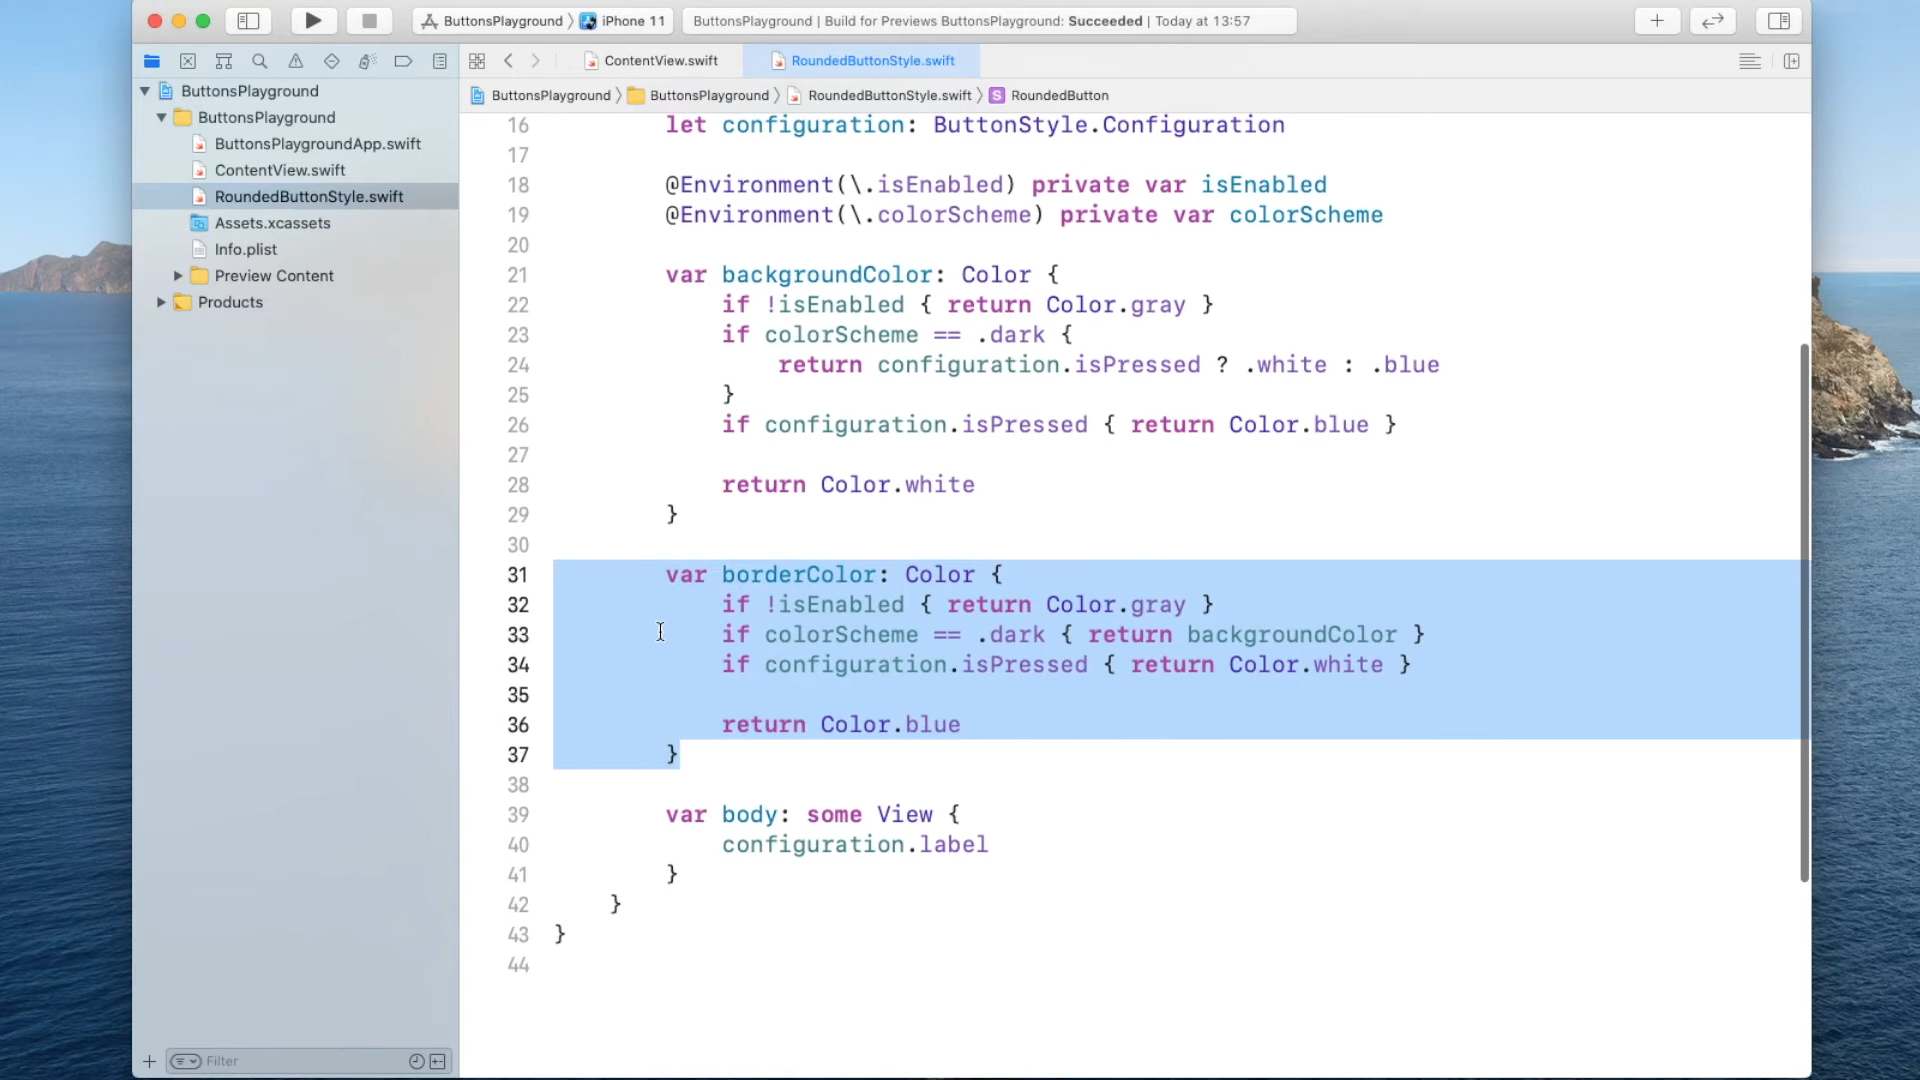 ButtonsPlayground 〉 iPhone 11
ButtonsPlayground | Build for Previews ButtonsPlayground: Succeeded | Today at 13:57
ContentView.swift
RoundedButtonStyle.swift
ButtonsPlayground 〉 ButtonsPlayground 〉 RoundedButtonStyle.swift 〉 S RoundedButton
ButtonsPlayground
ButtonsPlayground
ButtonsPlaygroundApp.swift
ContentView.swift
RoundedButtonStyle.swift
Assets.xcassets
Info.plist
Preview Content
Products
Filter
16 let configuration: ButtonStyle.Configuration
17
18 @Environment(\.isEnabled) private var isEnabled
19 @Environment(\.colorScheme) private var colorScheme
20
21 var backgroundColor: Color {
22 if !isEnabled { return Color.gray }
23 if colorScheme == .dark {
24 return configuration.isPressed ? .white : .blue
25 }
26 if configuration.isPressed { return Color.blue }
27
28 return Color.white
29 }
30
31 var borderColor: Color {
32 if !isEnabled { return Color.gray }
33 if colorScheme == .dark { return backgroundColor }
34 if configuration.isPressed { return Color.white }
35
36 return Color.blue
37 }
38
39 var body: some View {
40 configuration.label
41 }
42 }
43 }
44